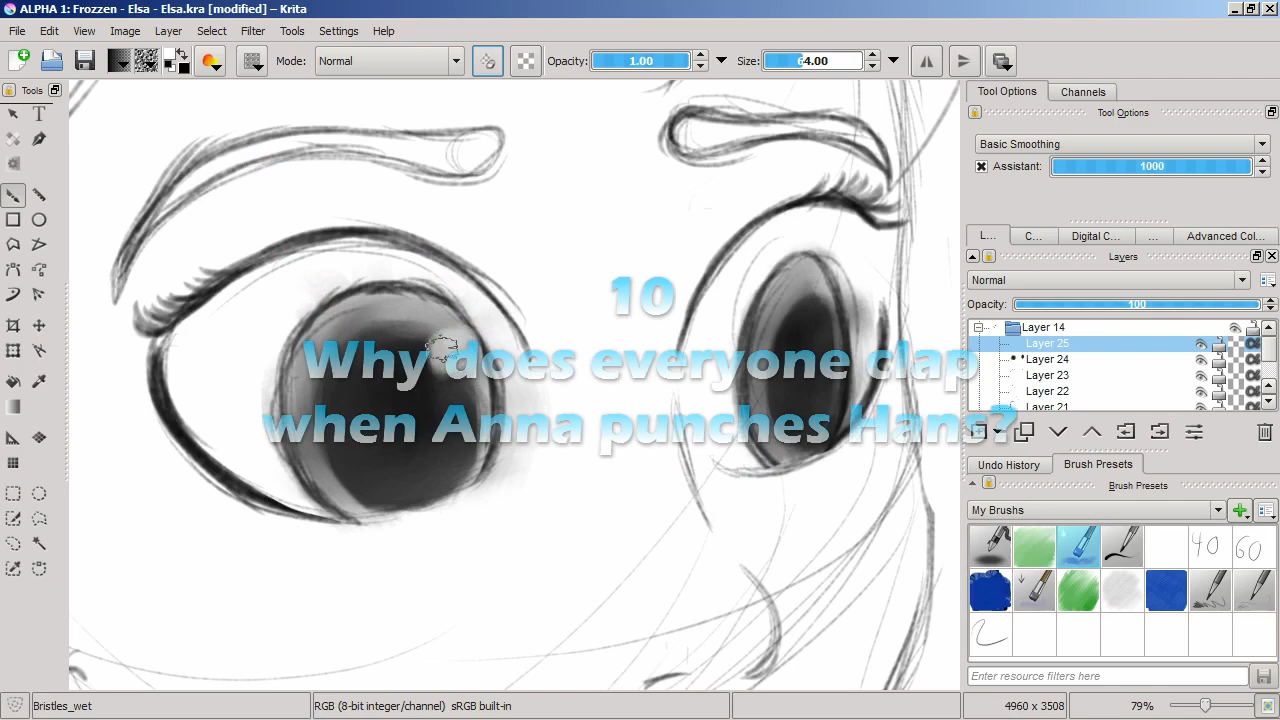 ALPHA 1: Frozzen - Elsa - Elsa.kra [modified] – Krita
File Edit View Image Layer Select Filter Tools Settings Help
Mode: Normal Opacity: 1.00 Size: 64.00
Tools
Tool Options Channels
Tool Options
Basic Smoothing
Assistant: 1000
L... C... Digital C... ... Advanced Col...
Layers
Normal
Opacity: 100
Layer 14
Layer 25
Layer 24
Layer 23
Layer 22
Layer 21
10
Why does everyone clap
when Anna punches Hans?
Undo History Brush Presets
Brush Presets
My Brushes
40 60
Enter resource filters here
Bristles_wet RGB (8-bit integer/channel) sRGB built-in 4960 x 3508 79%